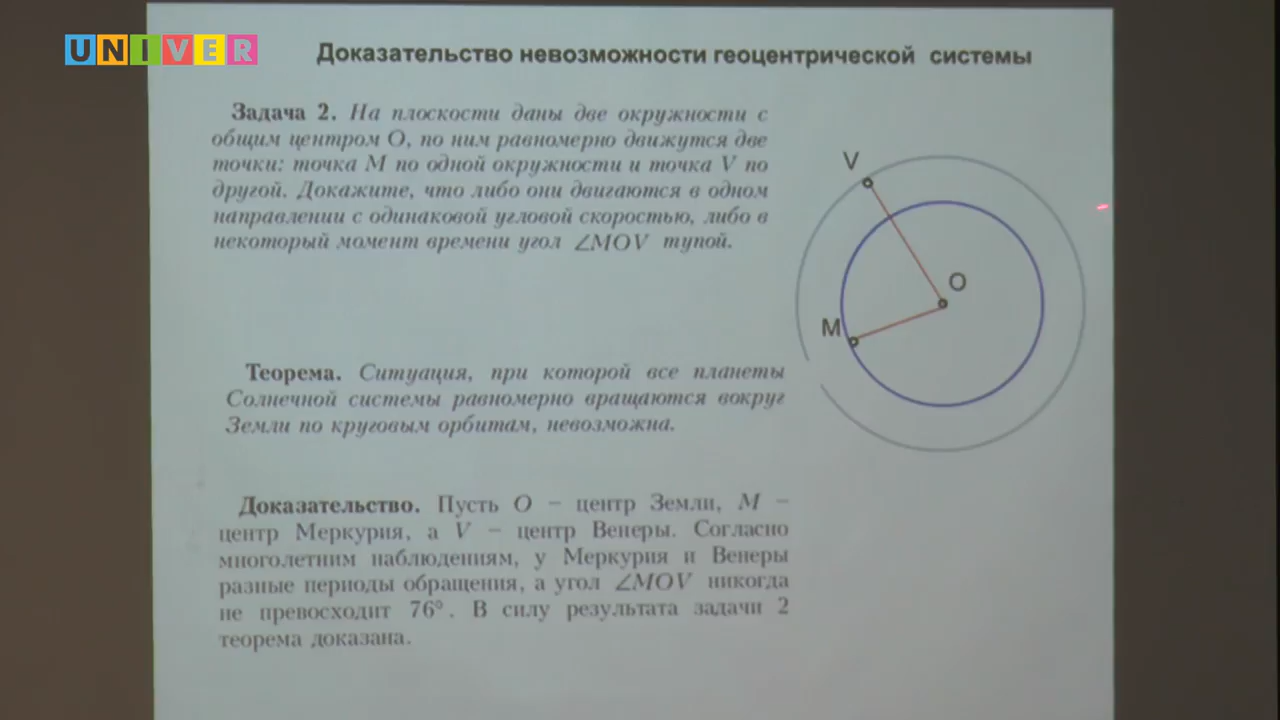 UNIVER
Доказательство невозможности геоцентрической системы
Задача 2. На плоскости даны две окружности с
общим центром О, по ним равномерно движутся две
точки: точка M по одной окружности и точка V по
другой. Докажите, что либо они двигаются в одном
направлении с одинаковой угловой скоростью, либо в
некоторый момент времени угол ∠MOV тупой.
V
O
M
Теорема. Ситуация, при которой все планеты
Солнечной системы равномерно вращаются вокруг
Земли по круговым орбитам, невозможна.
Доказательство. Пусть O – центр Земли, M –
центр Меркурия, а V – центр Венеры. Согласно
многолетним наблюдениям, у Меркурия и Венеры
разные периоды обращения, а угол ∠MOV никогда
не превосходит 76°. В силу результата задачи 2
теорема доказана.